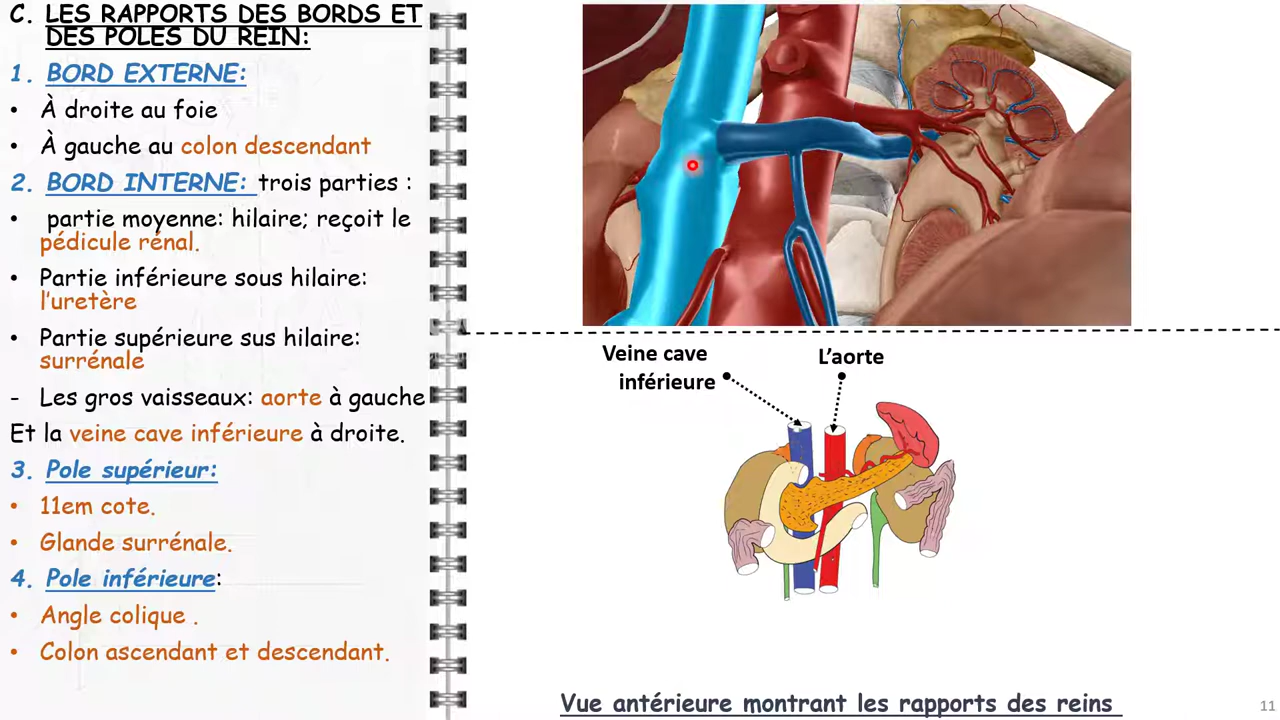 C. LES RAPPORTS DES BORDS ET
DES POLES DU REIN:
1. BORD EXTERNE:
• À droite au foie
• À gauche au colon descendant
2. BORD INTERNE: trois parties :
• partie moyenne: hilaire; reçoit le
pédicule rénal.
• Partie inférieure sous hilaire:
l’uretère
• Partie supérieure sus hilaire:
surrénale
- Les gros vaisseaux: aorte à gauche
Et la veine cave inférieure à droite.
3. Pole supérieur:
• 11em cote.
• Glande surrénale.
4. Pole inférieure:
• Angle colique .
• Colon ascendant et descendant.
Veine cave
inférieure
L’aorte
Vue antérieure montrant les rapports des reins
11